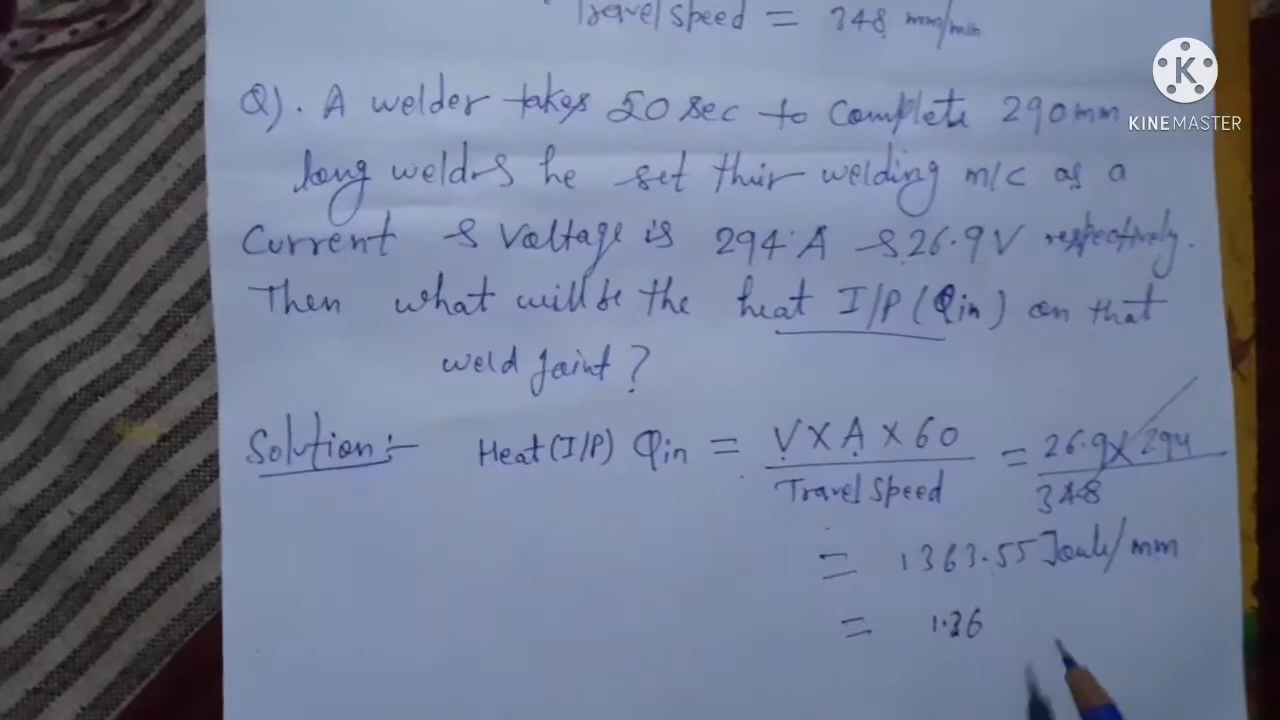 Travel speed = 348 mm/min
Q). A welder takes 50 sec to complete 290mm
long weld & he set their welding m/c as a
Current & Voltage is 294 A & 26.9V respectively.
Then what will be the heat I/P (Qin) on that
weld Joint?
Solution:- Heat (I/P) Qin = V X A X 60 / Travel Speed = 26.9 X 294 / 348
= 1363.55 Joule/mm
= 1.36
KINEMASTER